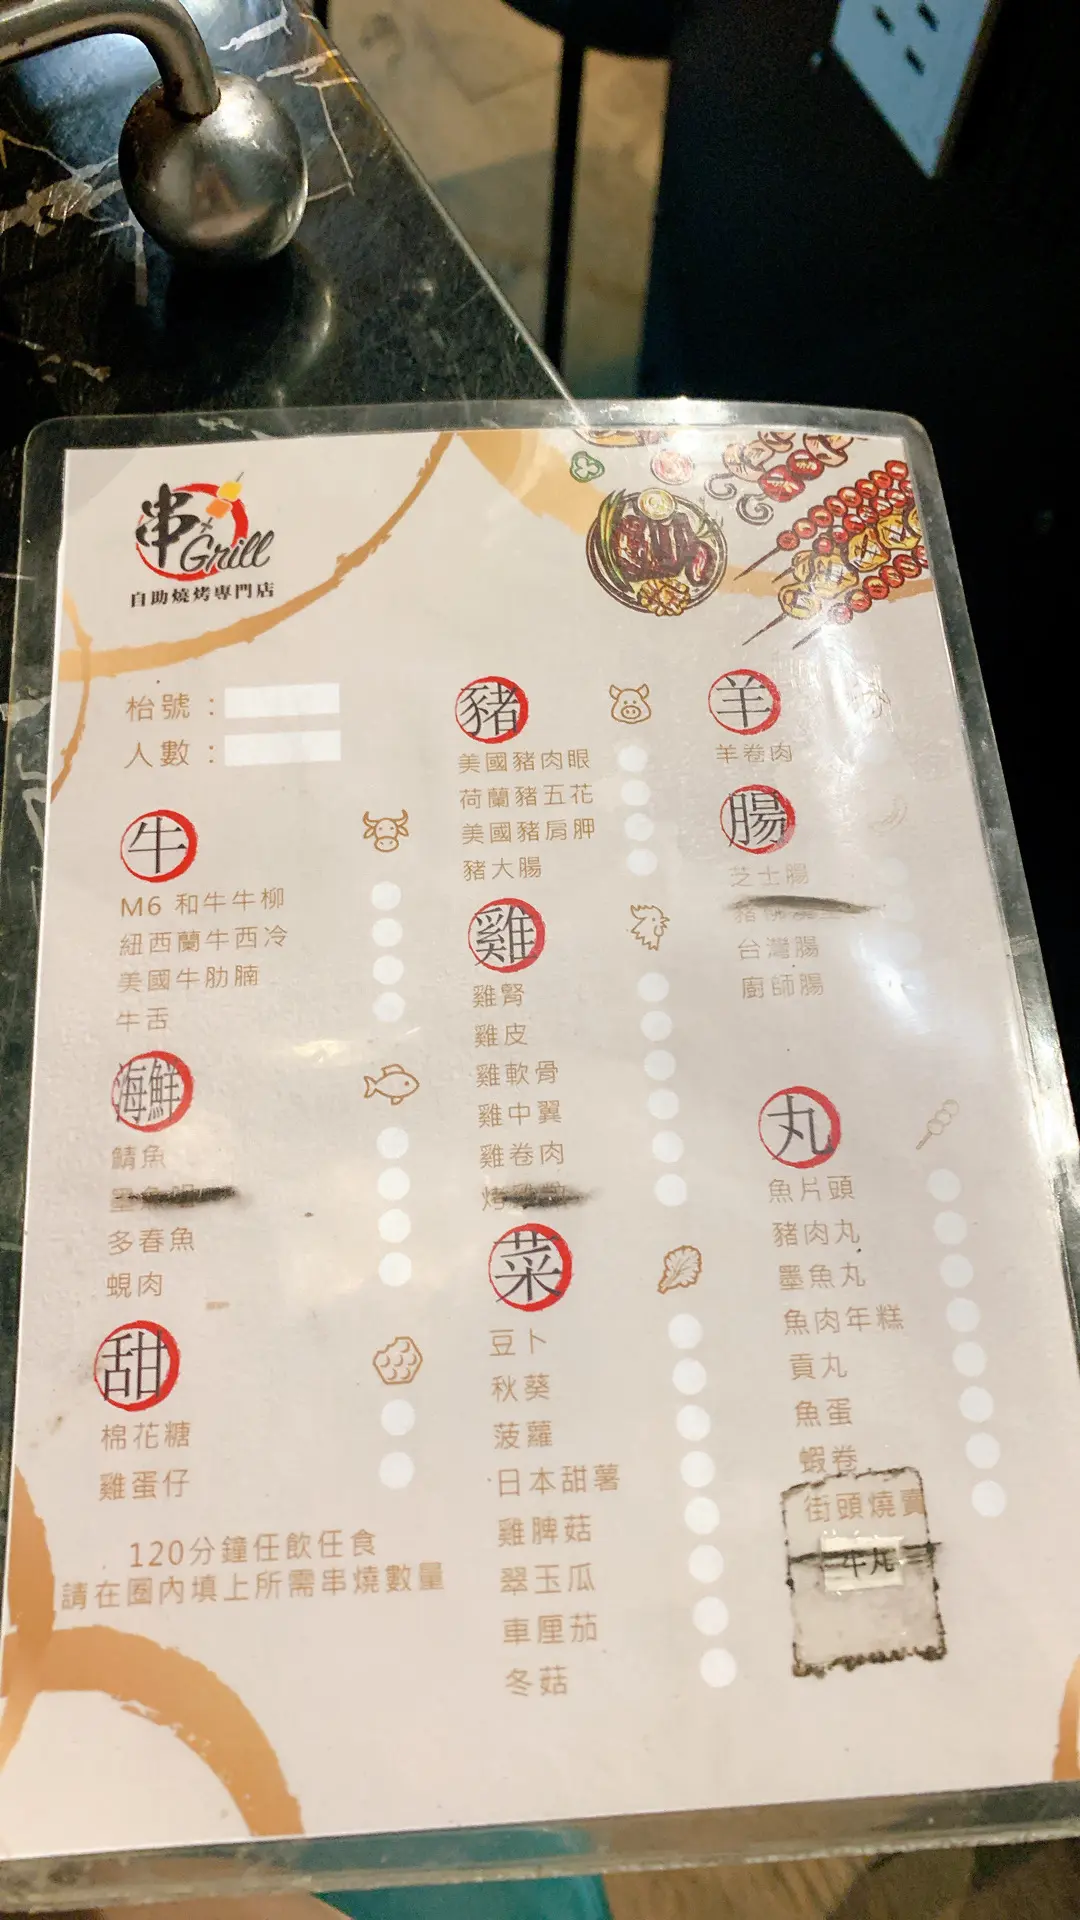 串
Grill
自助燒烤專門店
枱號：
人數：
牛
M6 和牛牛柳
紐西蘭牛西冷
美國牛肋腩
牛舌
海鮮
鯖魚
多春魚
蜆肉
甜
棉花糖
雞蛋仔
120分鐘任飲任食
請在圈內填上所需串燒數量
豬
美國豬肉眼
荷蘭豬五花
美國豬肩胛
豬大腸
雞
雞腎
雞皮
雞軟骨
雞中翼
雞卷肉
烤
菜
豆卜
秋葵
菠蘿
日本甜薯
雞脾菇
翠玉瓜
車厘茄
冬菇
羊
羊卷肉
腸
芝士腸
台灣腸
廚師腸
丸
魚片頭
豬肉丸
墨魚丸
魚肉年糕
貢丸
魚蛋
蝦卷
街頭燒賣
牛丸